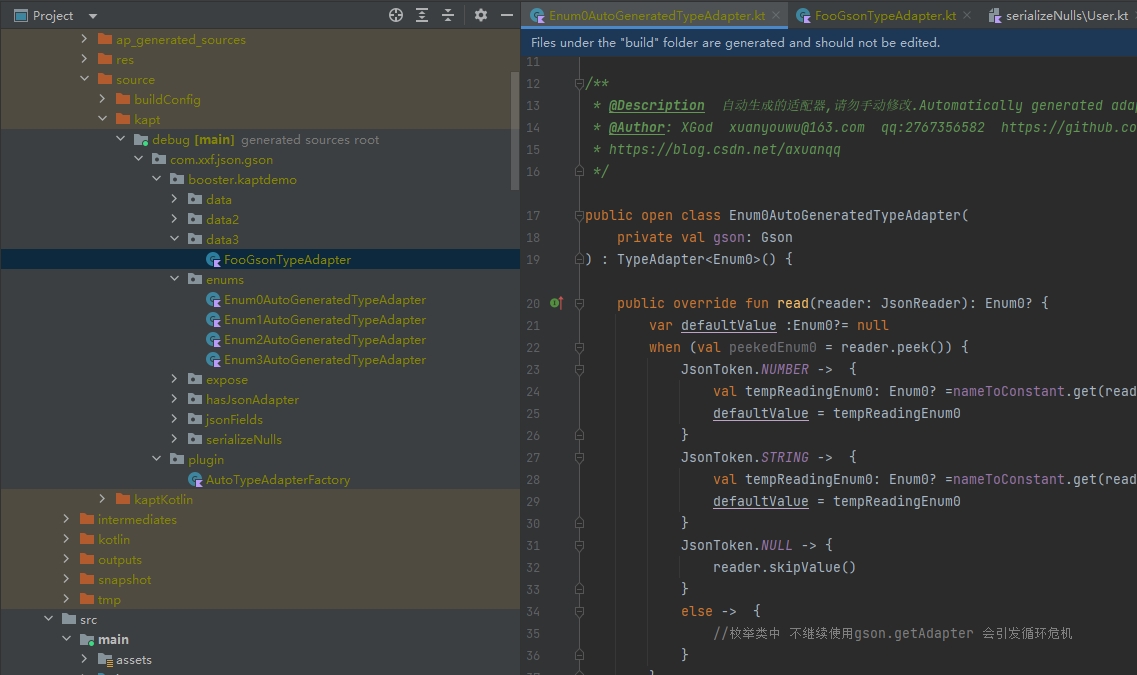 Project
ap_generated_sources
res
source
buildConfig
kapt
debug [main] generated sources root
com.xxf.json.gson
booster.kaptdemo
data
data2
data3
FooGsonTypeAdapter
enums
Enum0AutoGeneratedTypeAdapter
Enum1AutoGeneratedTypeAdapter
Enum2AutoGeneratedTypeAdapter
Enum3AutoGeneratedTypeAdapter
expose
hasJsonAdapter
jsonFields
serializeNulls
plugin
AutoTypeAdapterFactory
kaptKotlin
intermediates
kotlin
outputs
snapshot
tmp
src
main
assets
Enum0AutoGeneratedTypeAdapter.kt FooGsonTypeAdapter.kt serializeNulls\User.kt
Files under the "build" folder are generated and should not be edited.
11
12 /**
13 * @Description 自动生成的适配器,请勿手动修改.Automatically generated adap
14 * @Author: XGod xuanyouwu@163.com qq:2767356582 https://github.co
15 * https://blog.csdn.net/axuanqq
16 */
17 public open class Enum0AutoGeneratedTypeAdapter(
18 private val gson: Gson
19 ) : TypeAdapter<Enum0>() {
20 public override fun read(reader: JsonReader): Enum0? {
21 var defaultValue :Enum0?= null
22 when (val peekedEnum0 = reader.peek()) {
23 JsonToken.NUMBER -> {
24 val tempReadingEnum0: Enum0? =nameToConstant.get(read
25 defaultValue = tempReadingEnum0
26 }
27 JsonToken.STRING -> {
28 val tempReadingEnum0: Enum0? =nameToConstant.get(read
29 defaultValue = tempReadingEnum0
30 }
31 JsonToken.NULL -> {
32 reader.skipValue()
33 }
34 else -> {
35 //枚举类中 不继续使用gson.getAdapter 会引发循环危机
36 }